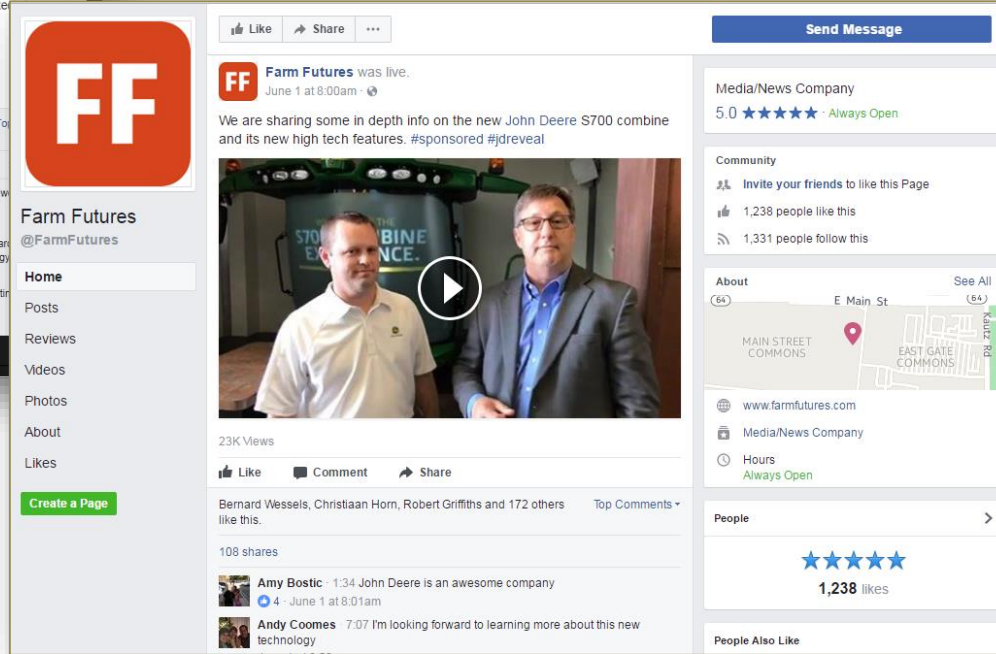 FF
Farm Futures
@FarmFutures
Home
Posts
Reviews
Videos
Photos
About
Likes
Create a Page
Like Share ...
FF
Farm Futures was live.
June 1 at 8:00am ·
We are sharing some in depth info on the new John Deere S700 combine
and its new high tech features. #sponsored #jdreveal
THE
S700 BINE
NCE.
23K Views
Like Comment Share
Bernard Wessels, Christiaan Horn, Robert Griffiths and 172 others
like this.
Top Comments
108 shares
Amy Bostic · 1:34 John Deere is an awesome company
4 · June 1 at 8:01am
Andy Coomes · 7:07 I'm looking forward to learning more about this new
technology
Send Message
Media/News Company
5.0 ★★★★★ · Always Open
Community
Invite your friends to like this Page
1,238 people like this
1,331 people follow this
About See All
64 E Main St 64
Kautz Rd
MAIN STREET
COMMONS
EAST GATE
COMMONS
www.farmfutures.com
Media/News Company
Hours
Always Open
People
★★★★★
1,238 likes
People Also Like